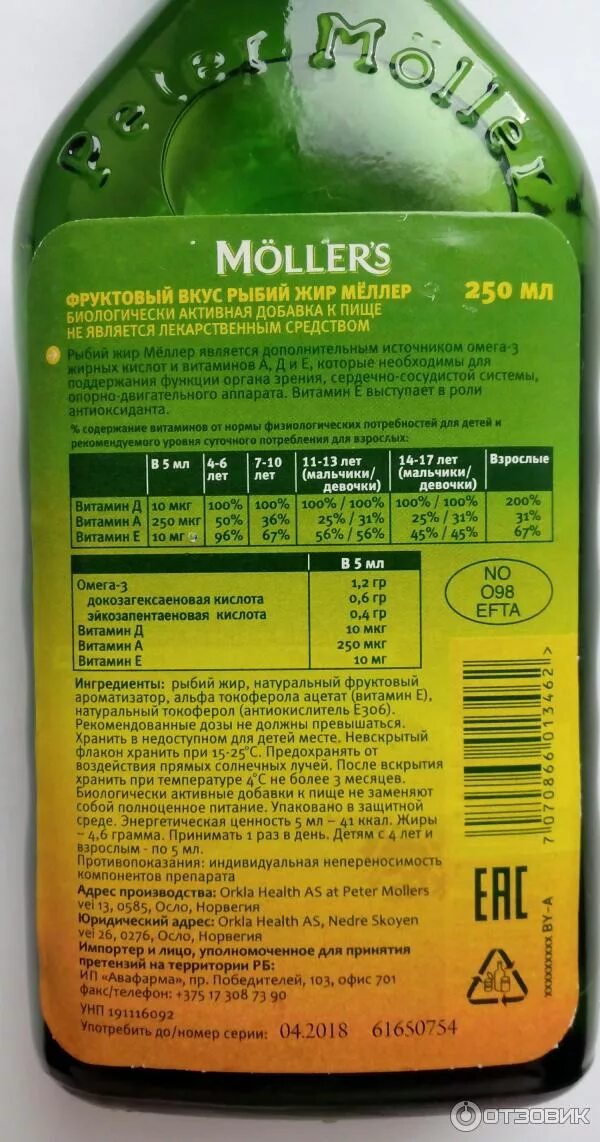 Peter Möller
MÖLLER'S
ФРУКТОВЫЙ ВКУС РЫБИЙ ЖИР МЁЛЛЕР 250 МЛ
БИОЛОГИЧЕСКИ АКТИВНАЯ ДОБАВКА К ПИЩЕ
НЕ ЯВЛЯЕТСЯ ЛЕКАРСТВЕННЫМ СРЕДСТВОМ
Рыбий жир Мёллер является дополнительным источником омега-3
жирных кислот и витаминов А, Д и Е, которые необходимы для
поддержания функции органа зрения, сердечно-сосудистой системы,
опорно-двигательного аппарата. Витамин Е выступает в роли
антиоксиданта.
% содержание витаминов от нормы физиологических потребностей для детей и
рекомендуемого уровня суточного потребления для взрослых:
В 5 мл 4-6 лет 7-10 лет 11-13 лет (мальчики/девочки) 14-17 лет (мальчики/девочки) Взрослые
Витамин Д 10 мкг 100% 100% 100% / 100% 100% / 100% 200%
Витамин А 250 мкг 50% 36% 25% / 31% 25% / 31% 31%
Витамин Е 10 мг 96% 67% 56% / 56% 45% / 45% 67%
В 5 мл
Омега-3 1,2 гр
докозагексаеновая кислота 0,6 гр
эйкозапентаеновая кислота 0,4 гр
Витамин Д 10 мкг
Витамин А 250 мкг
Витамин Е 10 мг
NO
O98
EFTA
Ингредиенты: рыбий жир, натуральный фруктовый
ароматизатор, альфа токоферола ацетат (витамин Е),
натуральный токоферол (антиокислитель Е306).
Рекомендованные дозы не должны превышаться.
Хранить в недоступном для детей месте. Невскрытый
флакон хранить при 15-25°С. Предохранять от
воздействия прямых солнечных лучей. После вскрытия
хранить при температуре 4°С не более 3 месяцев.
Биологически активные добавки к пище не заменяют
собой полноценное питание. Упаковано в защитной
среде. Энергетическая ценность 5 мл – 41 ккал. Жиры
– 4,6 грамма. Принимать 1 раз в день. Детям с 4 лет и
взрослым - по 5 мл.
Противопоказания: индивидуальная непереносимость
компонентов препарата
Адрес производства: Orkla Health AS at Peter Mollers
vei 13, 0585, Осло, Норвегия
Юридический адрес: Orkla Health AS, Nedre Skoyen
vei 26, 0276, Осло, Норвегия
Импортер и лицо, уполномоченное для принятия
претензий на территории РБ:
ИП «Авафарма», пр. Победителей, 103, офис 701
факс/телефон: +375 17 308 73 90
УНП 191116092
Употребить до/номер серии: 04.2018 61650754
7 070866 013462 >
EAC
xxxxxxxxxx BY-A
ОТЗОВИК